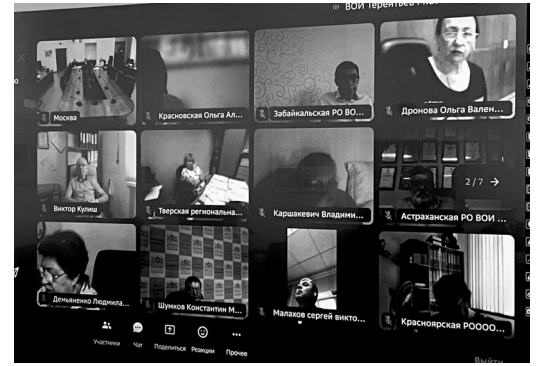 ВОИ Терентьев
Москва
Красновская Ольга Ал...
Забайкальская РО ВО...
Дронова Ольга Вален...
Виктор Кулиш
Тверская региональна...
Каршакевич Владими...
Астраханская РО ВОИ ...
2/7 →
Демьяненко Людмила...
Шумков Константин М...
Малахов сергей викто...
Красноярская РОООО...
Участники
Чат
Поделиться
Реакции
Прочее
Выйти